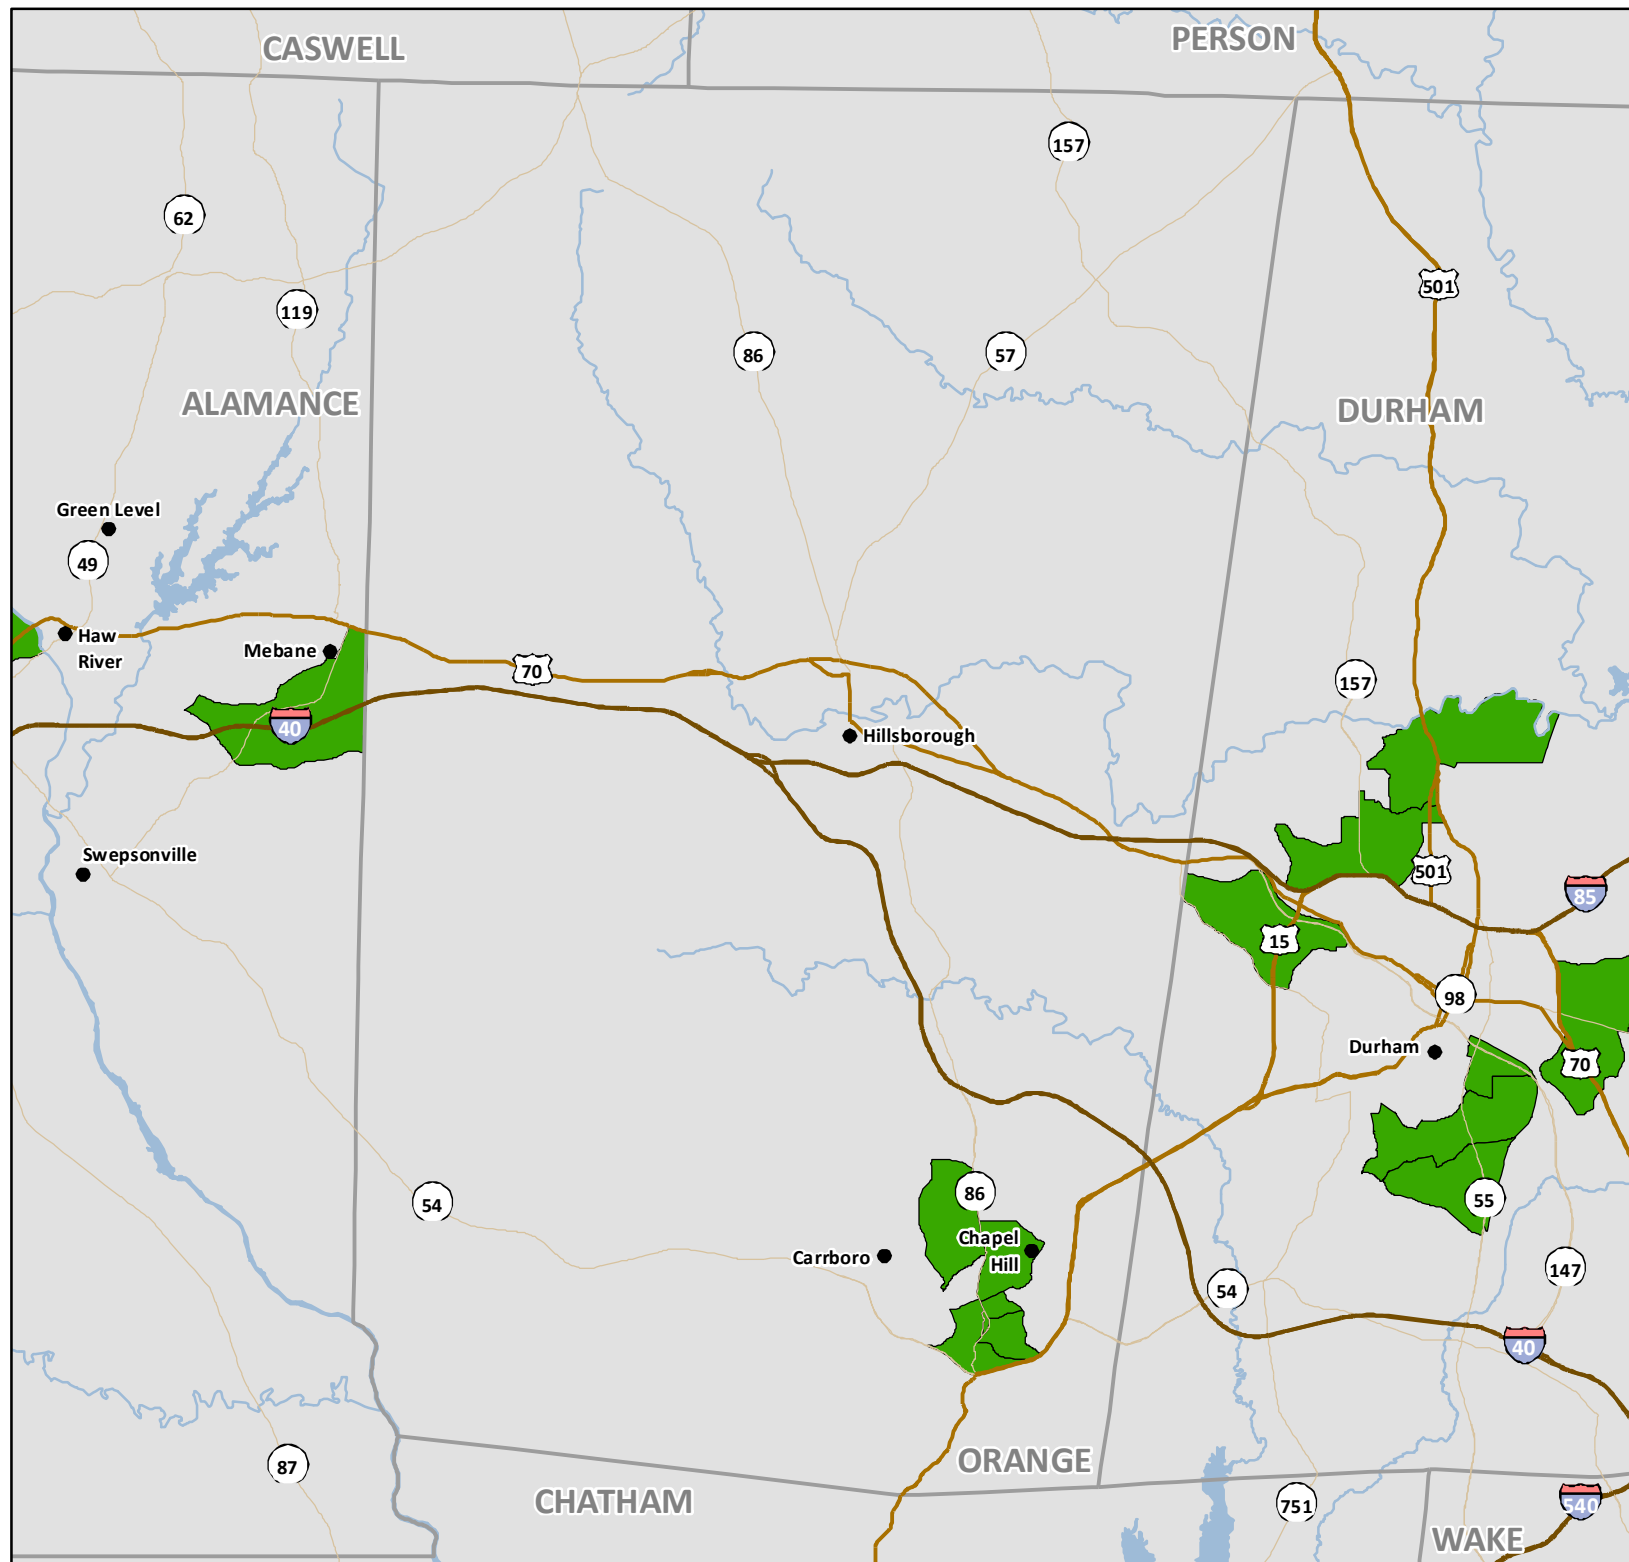 CASWELL
PERSON
157
62
501
119
86
57
ALAMANCE
DURHAM
Green Level
49
Haw
River
Mebane
70
157
40
Hillsborough
Swepsonville
501
85
15
98
Durham
70
54
86
55
Chapel
Hill
Carrboro
147
54
40
87
ORANGE
CHATHAM
751
540
WAKE